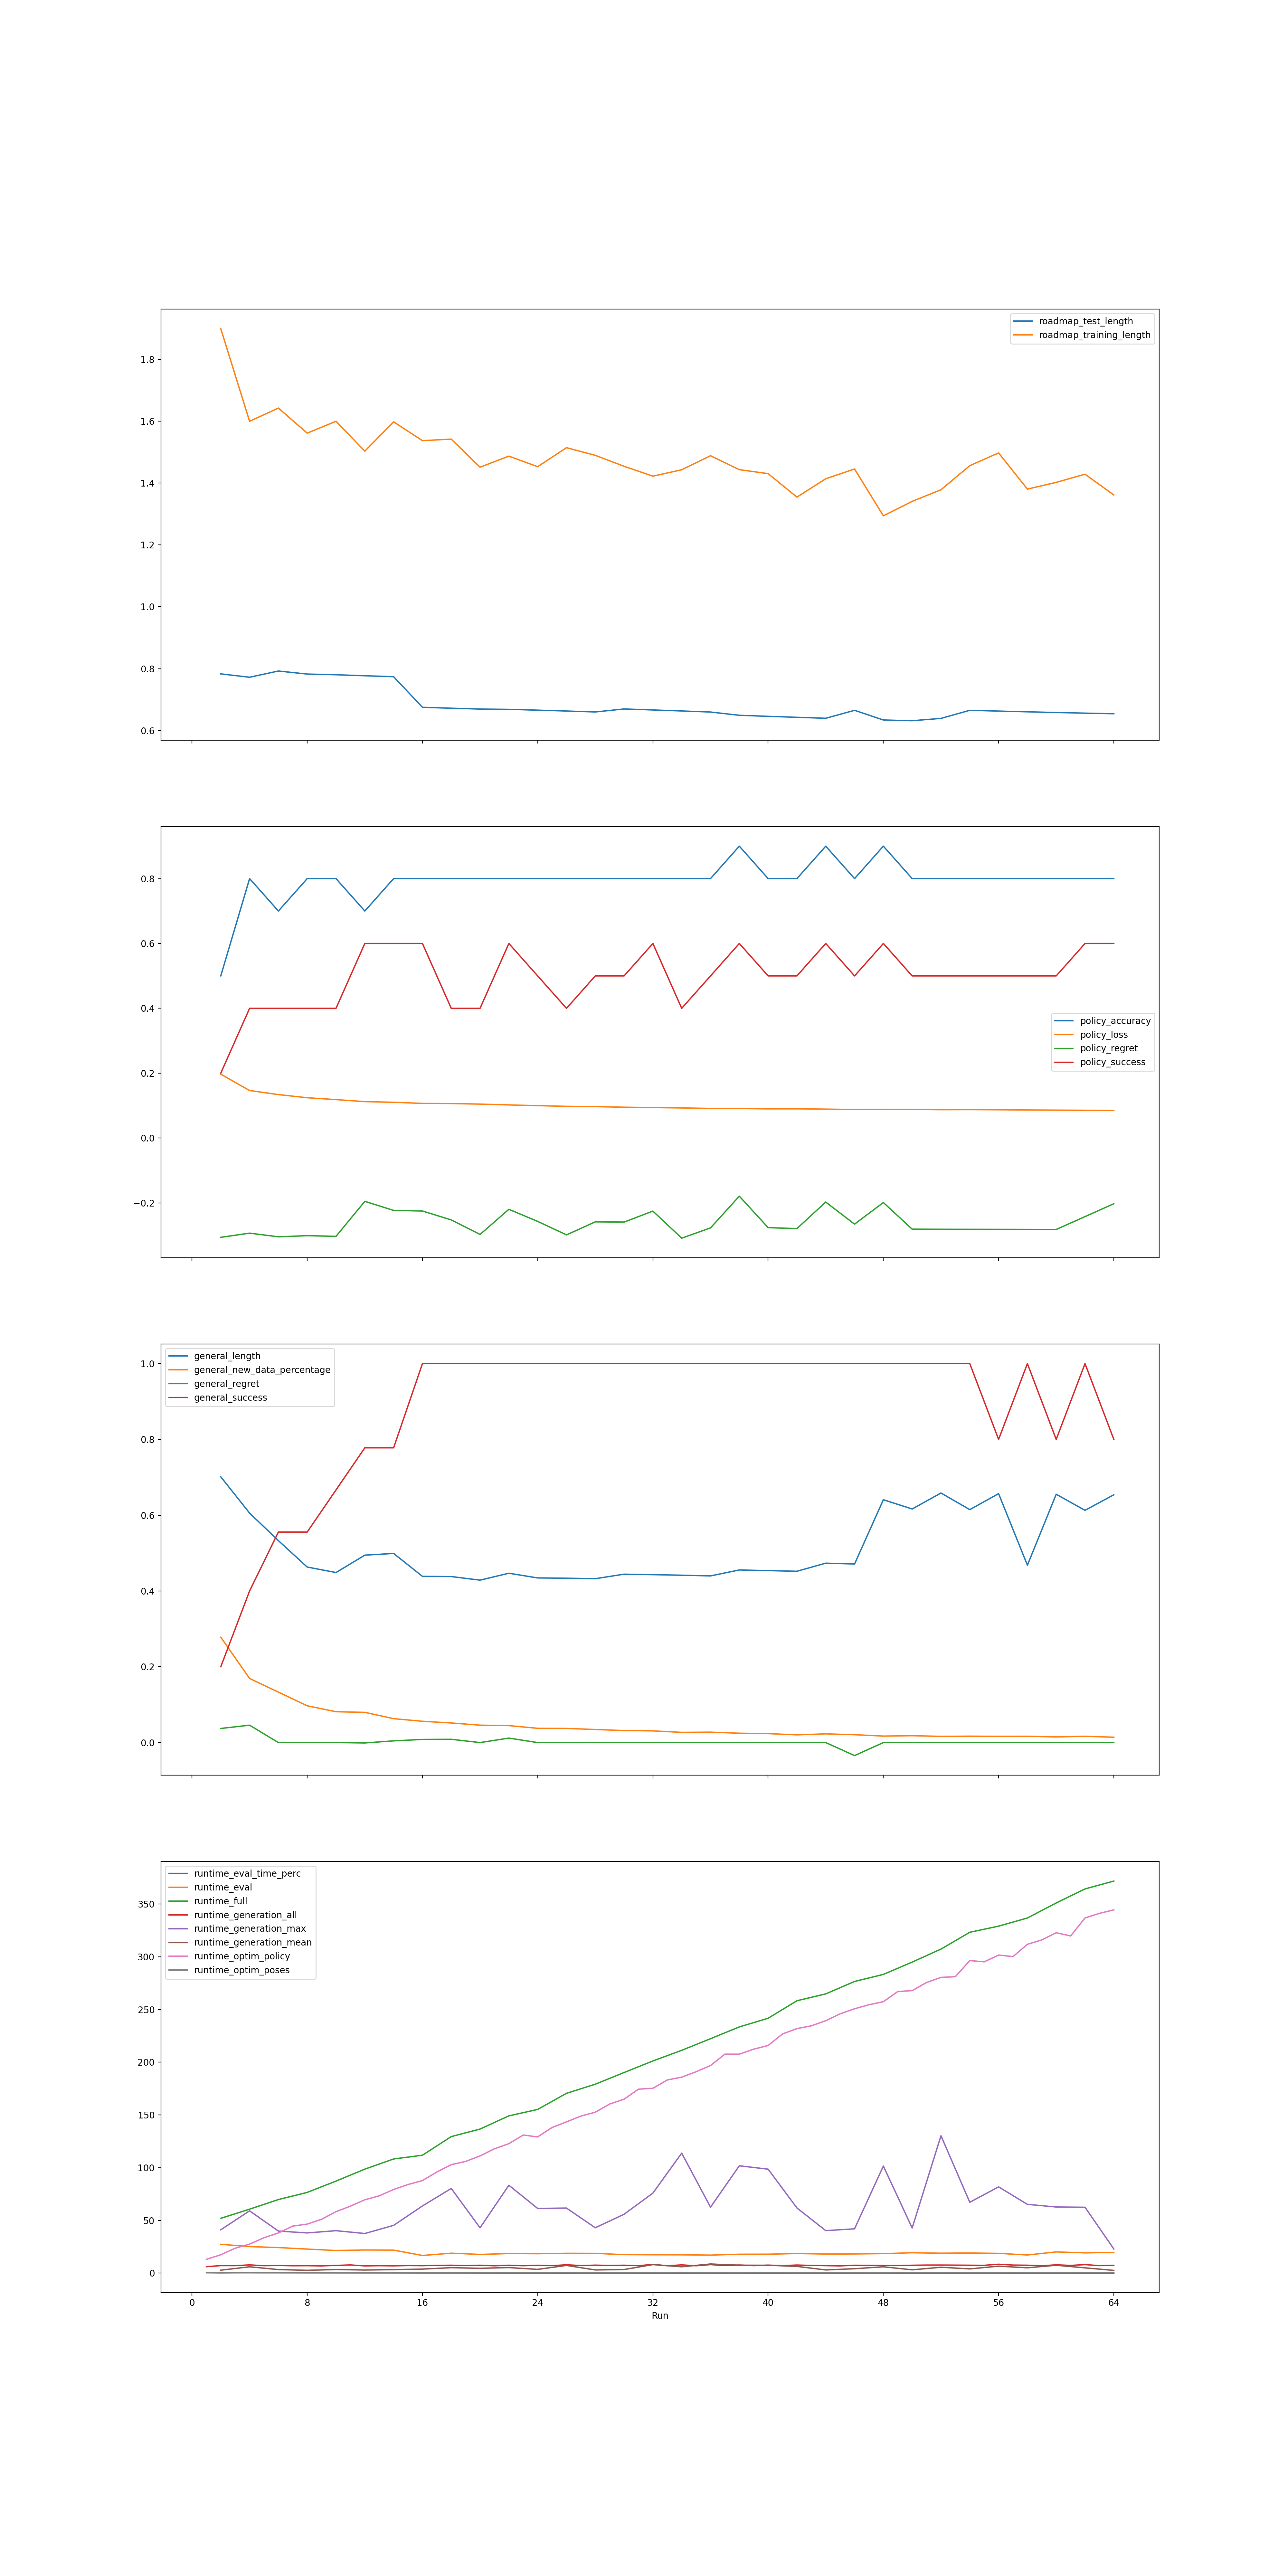 roadmap_test_length
roadmap_training_length
1.8
1.6
1.4
1.2
1.0
0.8
0.6
policy_accuracy
policy_loss
policy_regret
policy_success
0.8
0.6
0.4
0.2
0.0
−0.2
general_length
general_new_data_percentage
general_regret
general_success
1.0
0.8
0.6
0.4
0.2
0.0
runtime_eval_time_perc
runtime_eval
runtime_full
runtime_generation_all
runtime_generation_max
runtime_generation_mean
runtime_optim_policy
runtime_optim_poses
350
300
250
200
150
100
50
0
0 8 16 24 32 40 48 56 64
Run